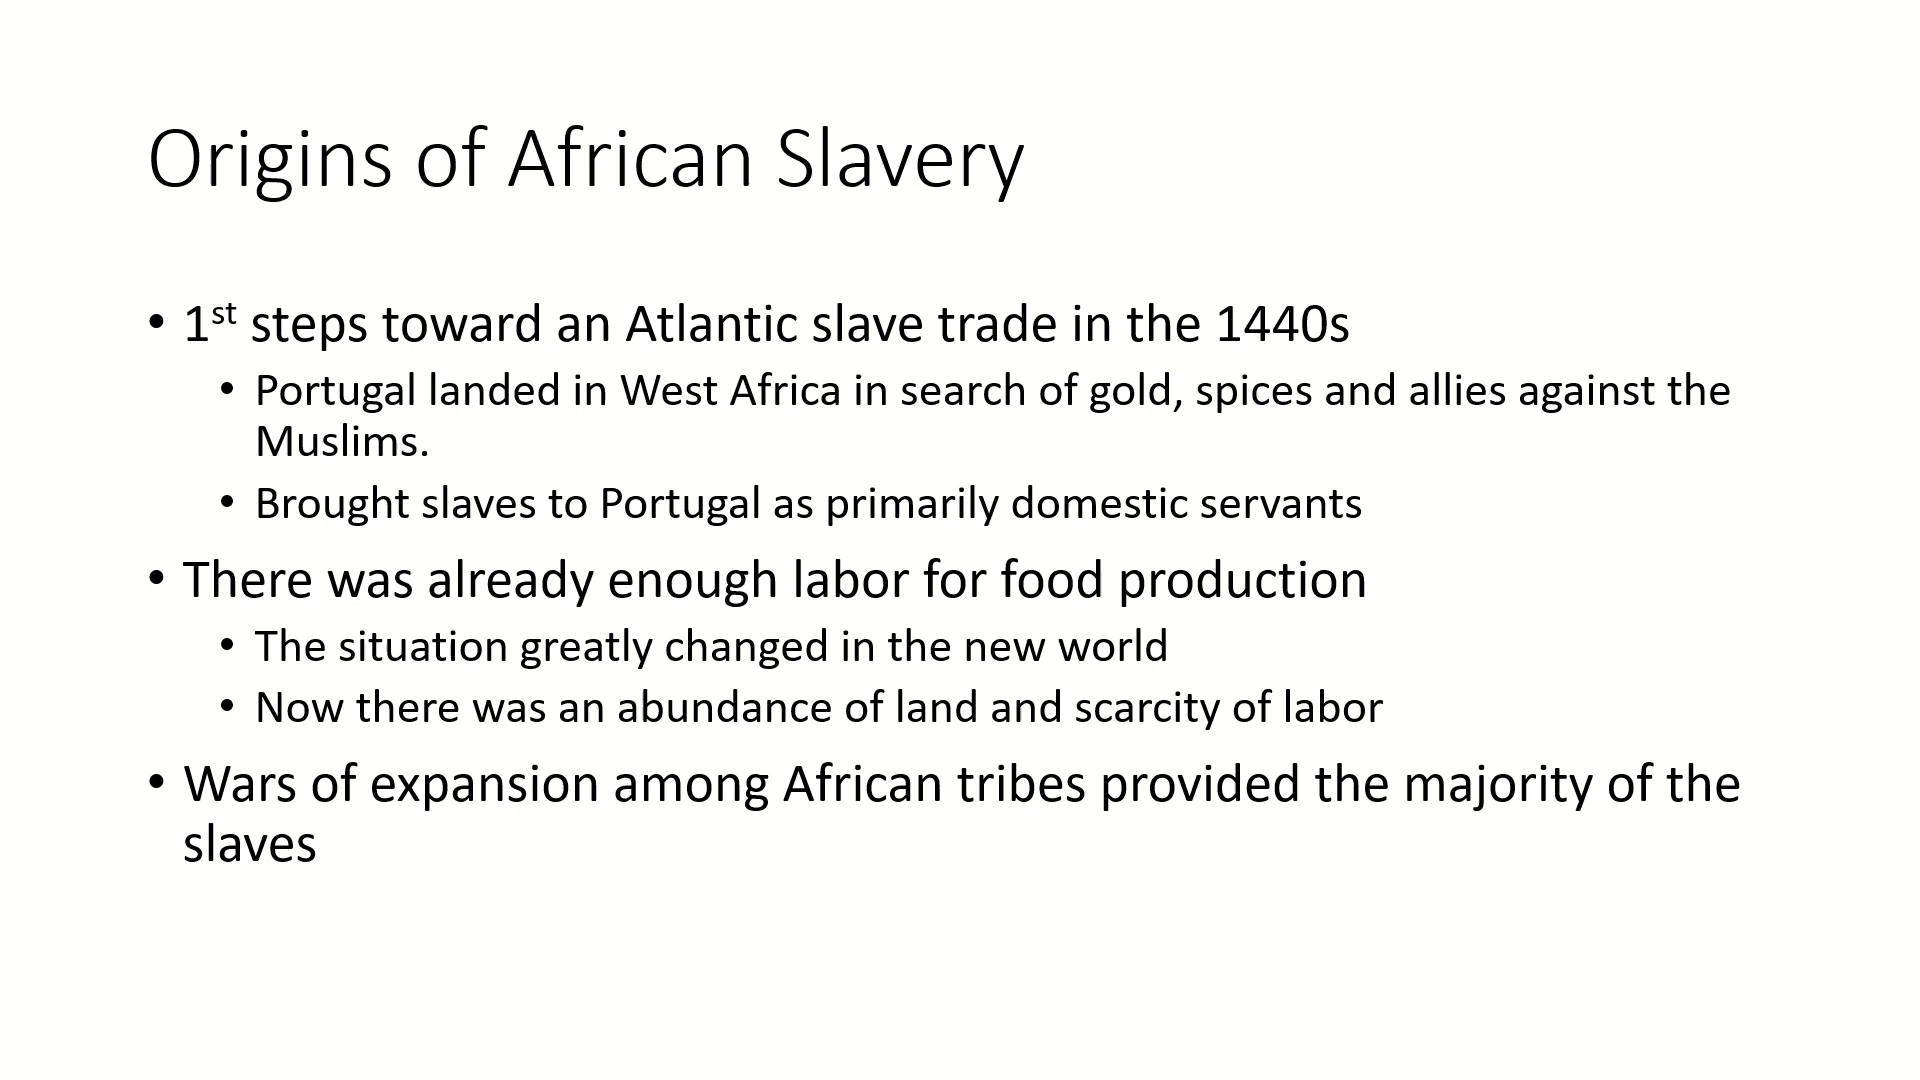 Origins of African Slavery
• 1st steps toward an Atlantic slave trade in the 1440s
• Portugal landed in West Africa in search of gold, spices and allies against the
Muslims.
• Brought slaves to Portugal as primarily domestic servants
• There was already enough labor for food production
• The situation greatly changed in the new world
• Now there was an abundance of land and scarcity of labor
• Wars of expansion among African tribes provided the majority of the
slaves